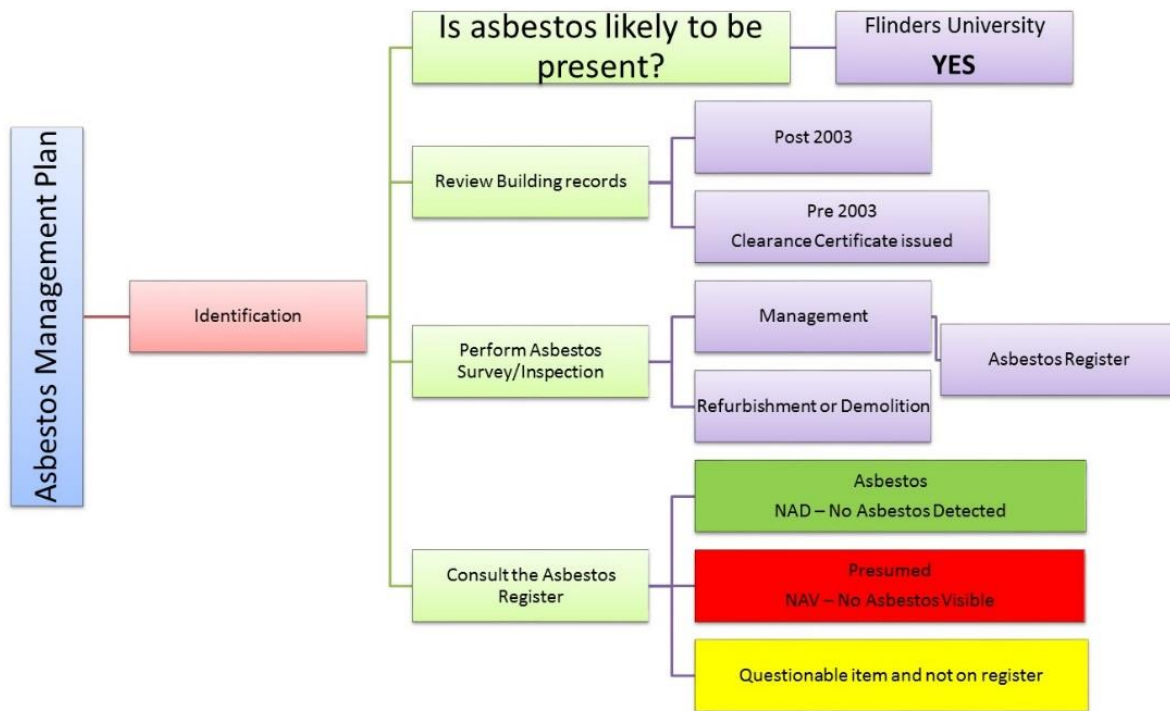 Asbestos Management Plan
Identification
Is asbestos likely to be
present?
Flinders University
YES
Review Building records
Post 2003
Pre 2003
Clearance Certificate issued
Perform Asbestos
Survey/Inspection
Management
Refurbishment or Demolition
Asbestos Register
Consult the Asbestos
Register
Asbestos
NAD – No Asbestos Detected
Presumed
NAV – No Asbestos Visible
Questionable item and not on register